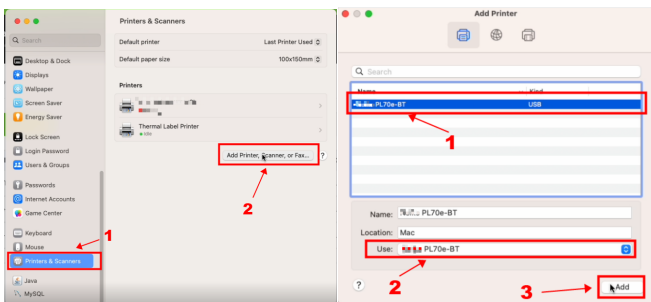 Printers & Scanners
Search
Default printer
Last Printer Used
Default paper size
100x150mm
Desktop & Dock
Displays
Wallpaper
Screen Saver
Energy Saver
Lock Screen
Login Password
Users & Groups
Passwords
Internet Accounts
Game Center
Keyboard
Mouse
Printers & Scanners
Java
MySQL
Printers
Thermal Label Printer
Idle
Add Printer, Scanner, or Fax...
?
1
2
Add Printer
Search
Name
Kind
PL70e-BT
USB
1
Name:
PL70e-BT
Location:
Mac
Use:
PL70e-BT
2
3
?
Add